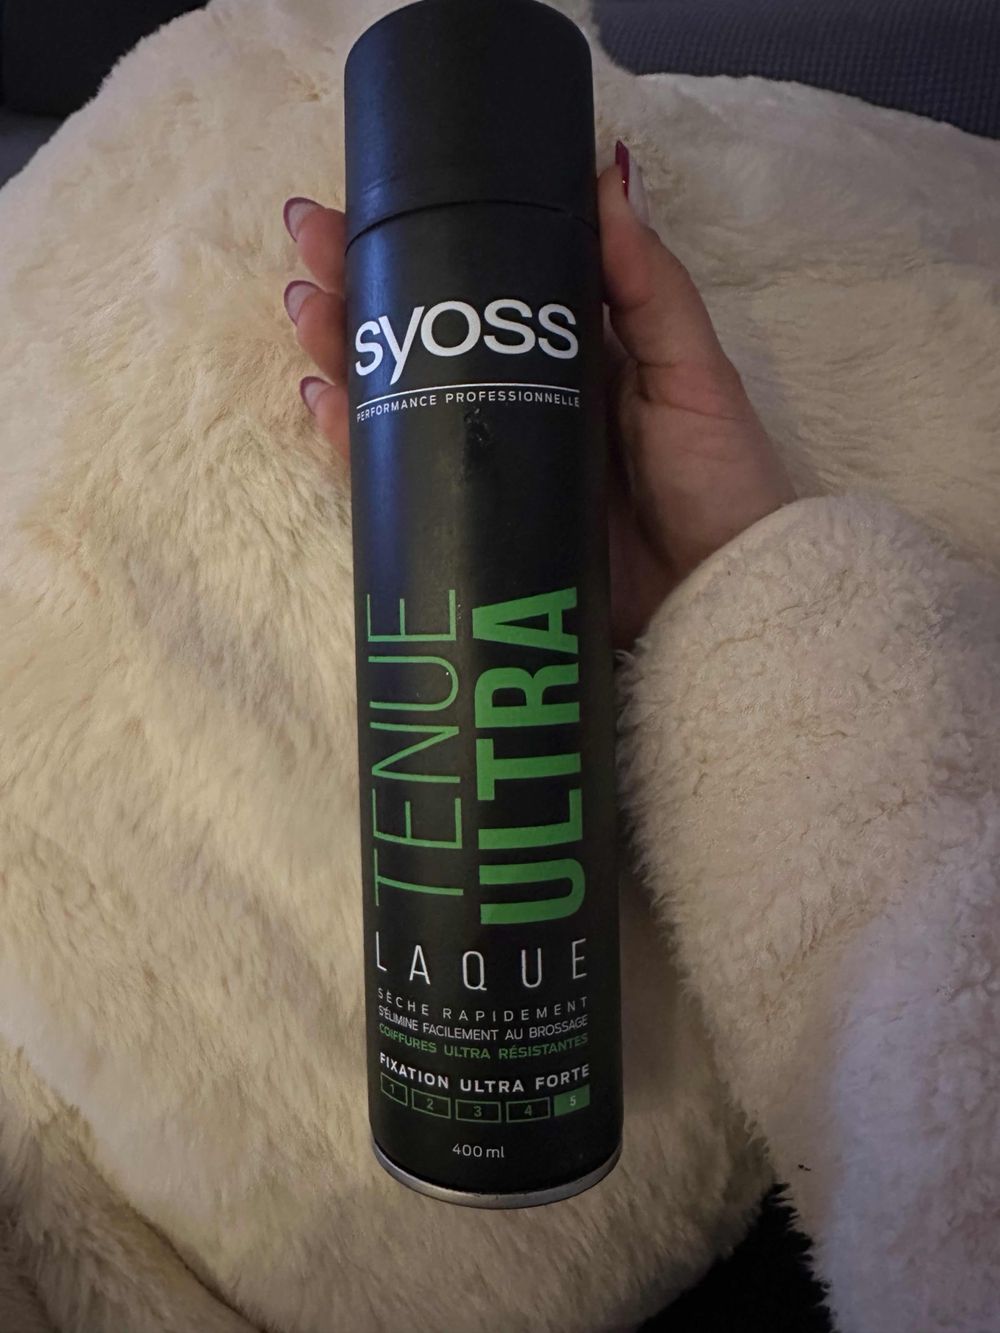 syoss
PERFORMANCE PROFESSIONNELLE
TENUE
ULTRA
LAQUE
SÈCHE RAPIDEMENT
S'ÉLIMINE FACILEMENT AU BROSSAGE
COIFFURES ULTRA RÉSISTANTES
FIXATION ULTRA FORTE
1 2 3 4 5
400 ml